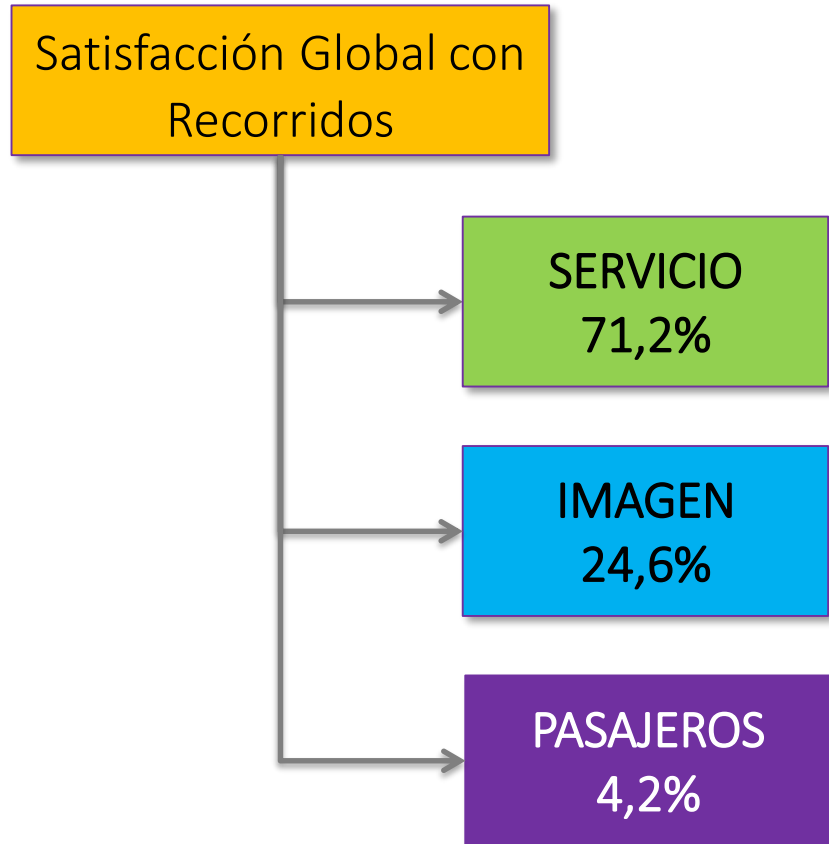 Satisfacción Global con
Recorridos
SERVICIO
71,2%
IMAGEN
24,6%
PASAJEROS
4,2%